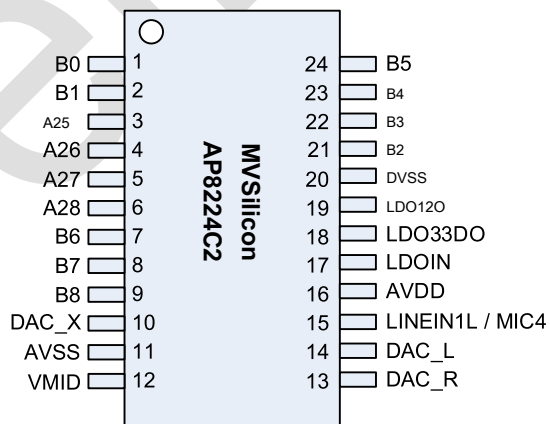 B0 1 24 B5
B1 2 23 B4
A25 3 22 B3
A26 4 21 B2
A27 5 20 DVSS
A28 6 19 LDO12O
B6 7 18 LDO33DO
B7 8 17 LDOIN
B8 9 16 AVDD
DAC_X 10 15 LINEIN1L / MIC4
AVSS 11 14 DAC_L
VMID 12 13 DAC_R
MVSilicon
AP8224C2